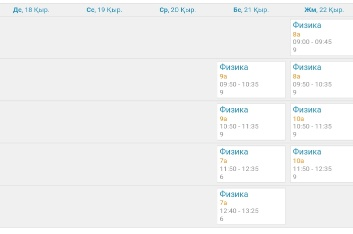 Дс, 18 Қыр.
Сс, 19 Қыр.
Ср, 20 Қыр.
Бс, 21 Қыр.
Жм, 22 Қыр.
Физика
8а
09:00 - 09:45
9
Физика
9а
09:50 - 10:35
9
Физика
8а
09:50 - 10:35
9
Физика
9а
10:50 - 11:35
9
Физика
10а
10:50 - 11:35
9
Физика
7а
11:50 - 12:35
6
Физика
10а
11:50 - 12:35
9
Физика
7а
12:40 - 13:25
6